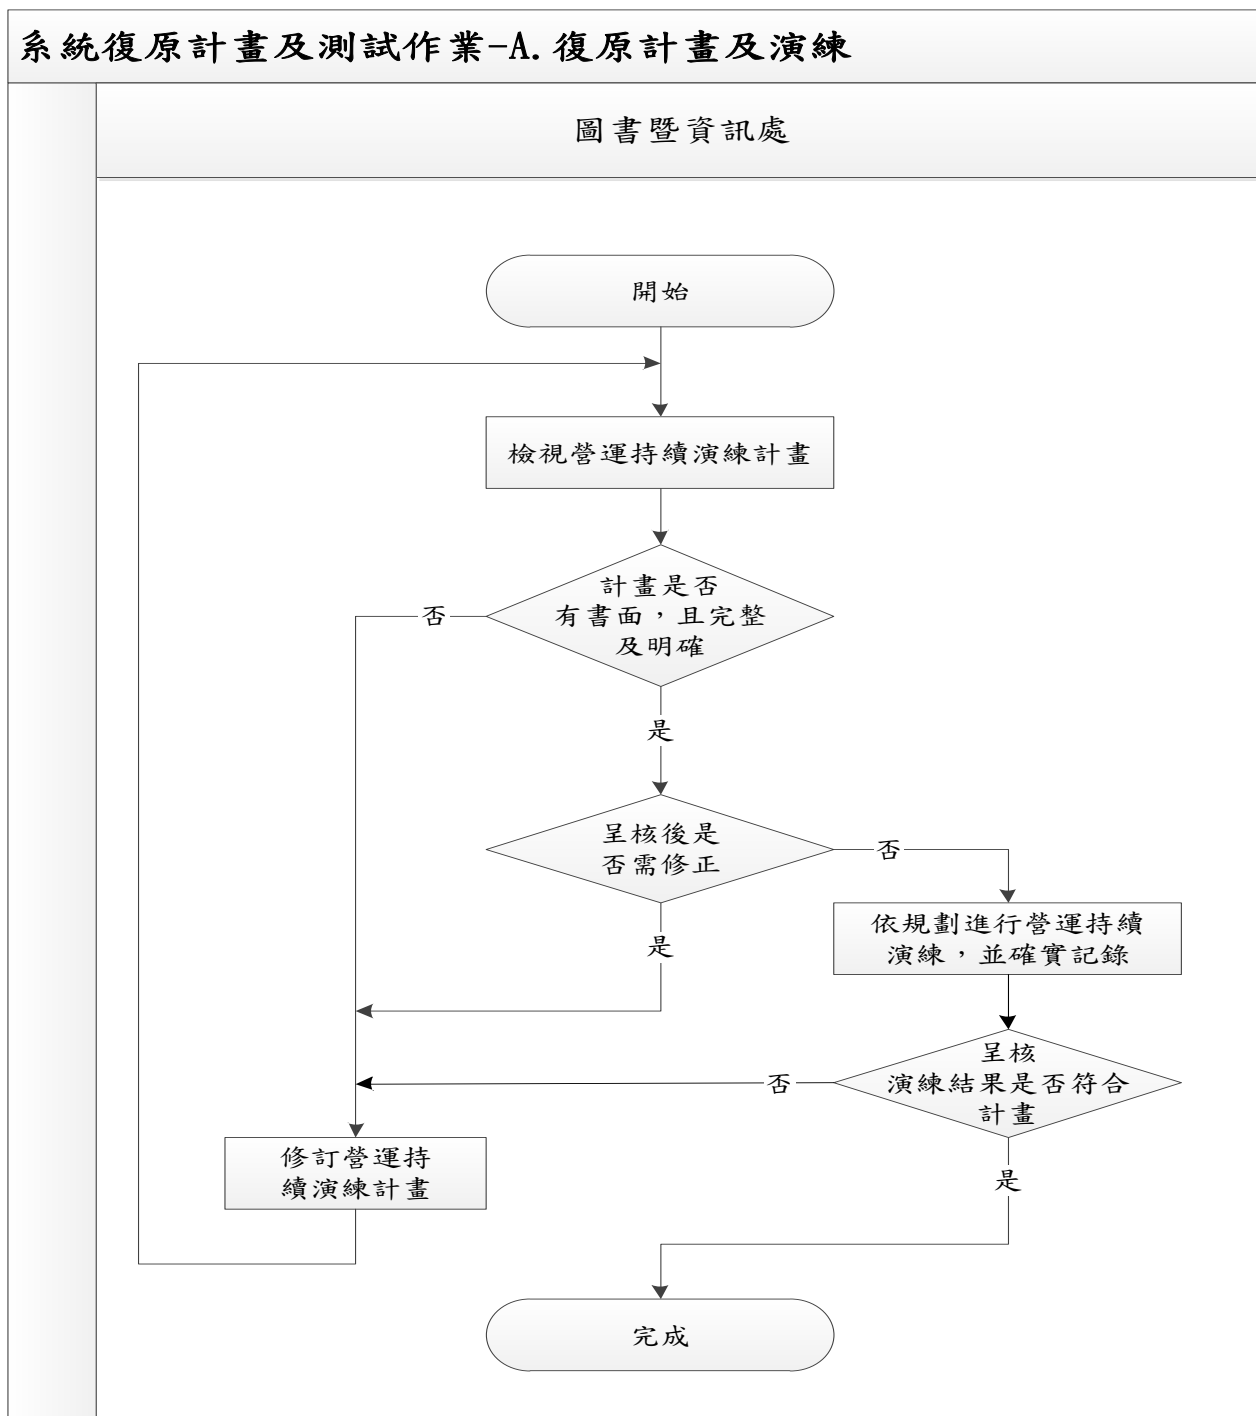 系統復原計畫及測試作業-A.復原計畫及演練
圖書暨資訊處
開始
檢視營運持續演練計畫
計畫是否
有書面，且完整
及明確
否
是
呈核後是
否需修正
否
是
依規劃進行營運持續
演練，並確實記錄
呈核
演練結果是否符合
計畫
否
是
修訂營運持
續演練計畫
完成